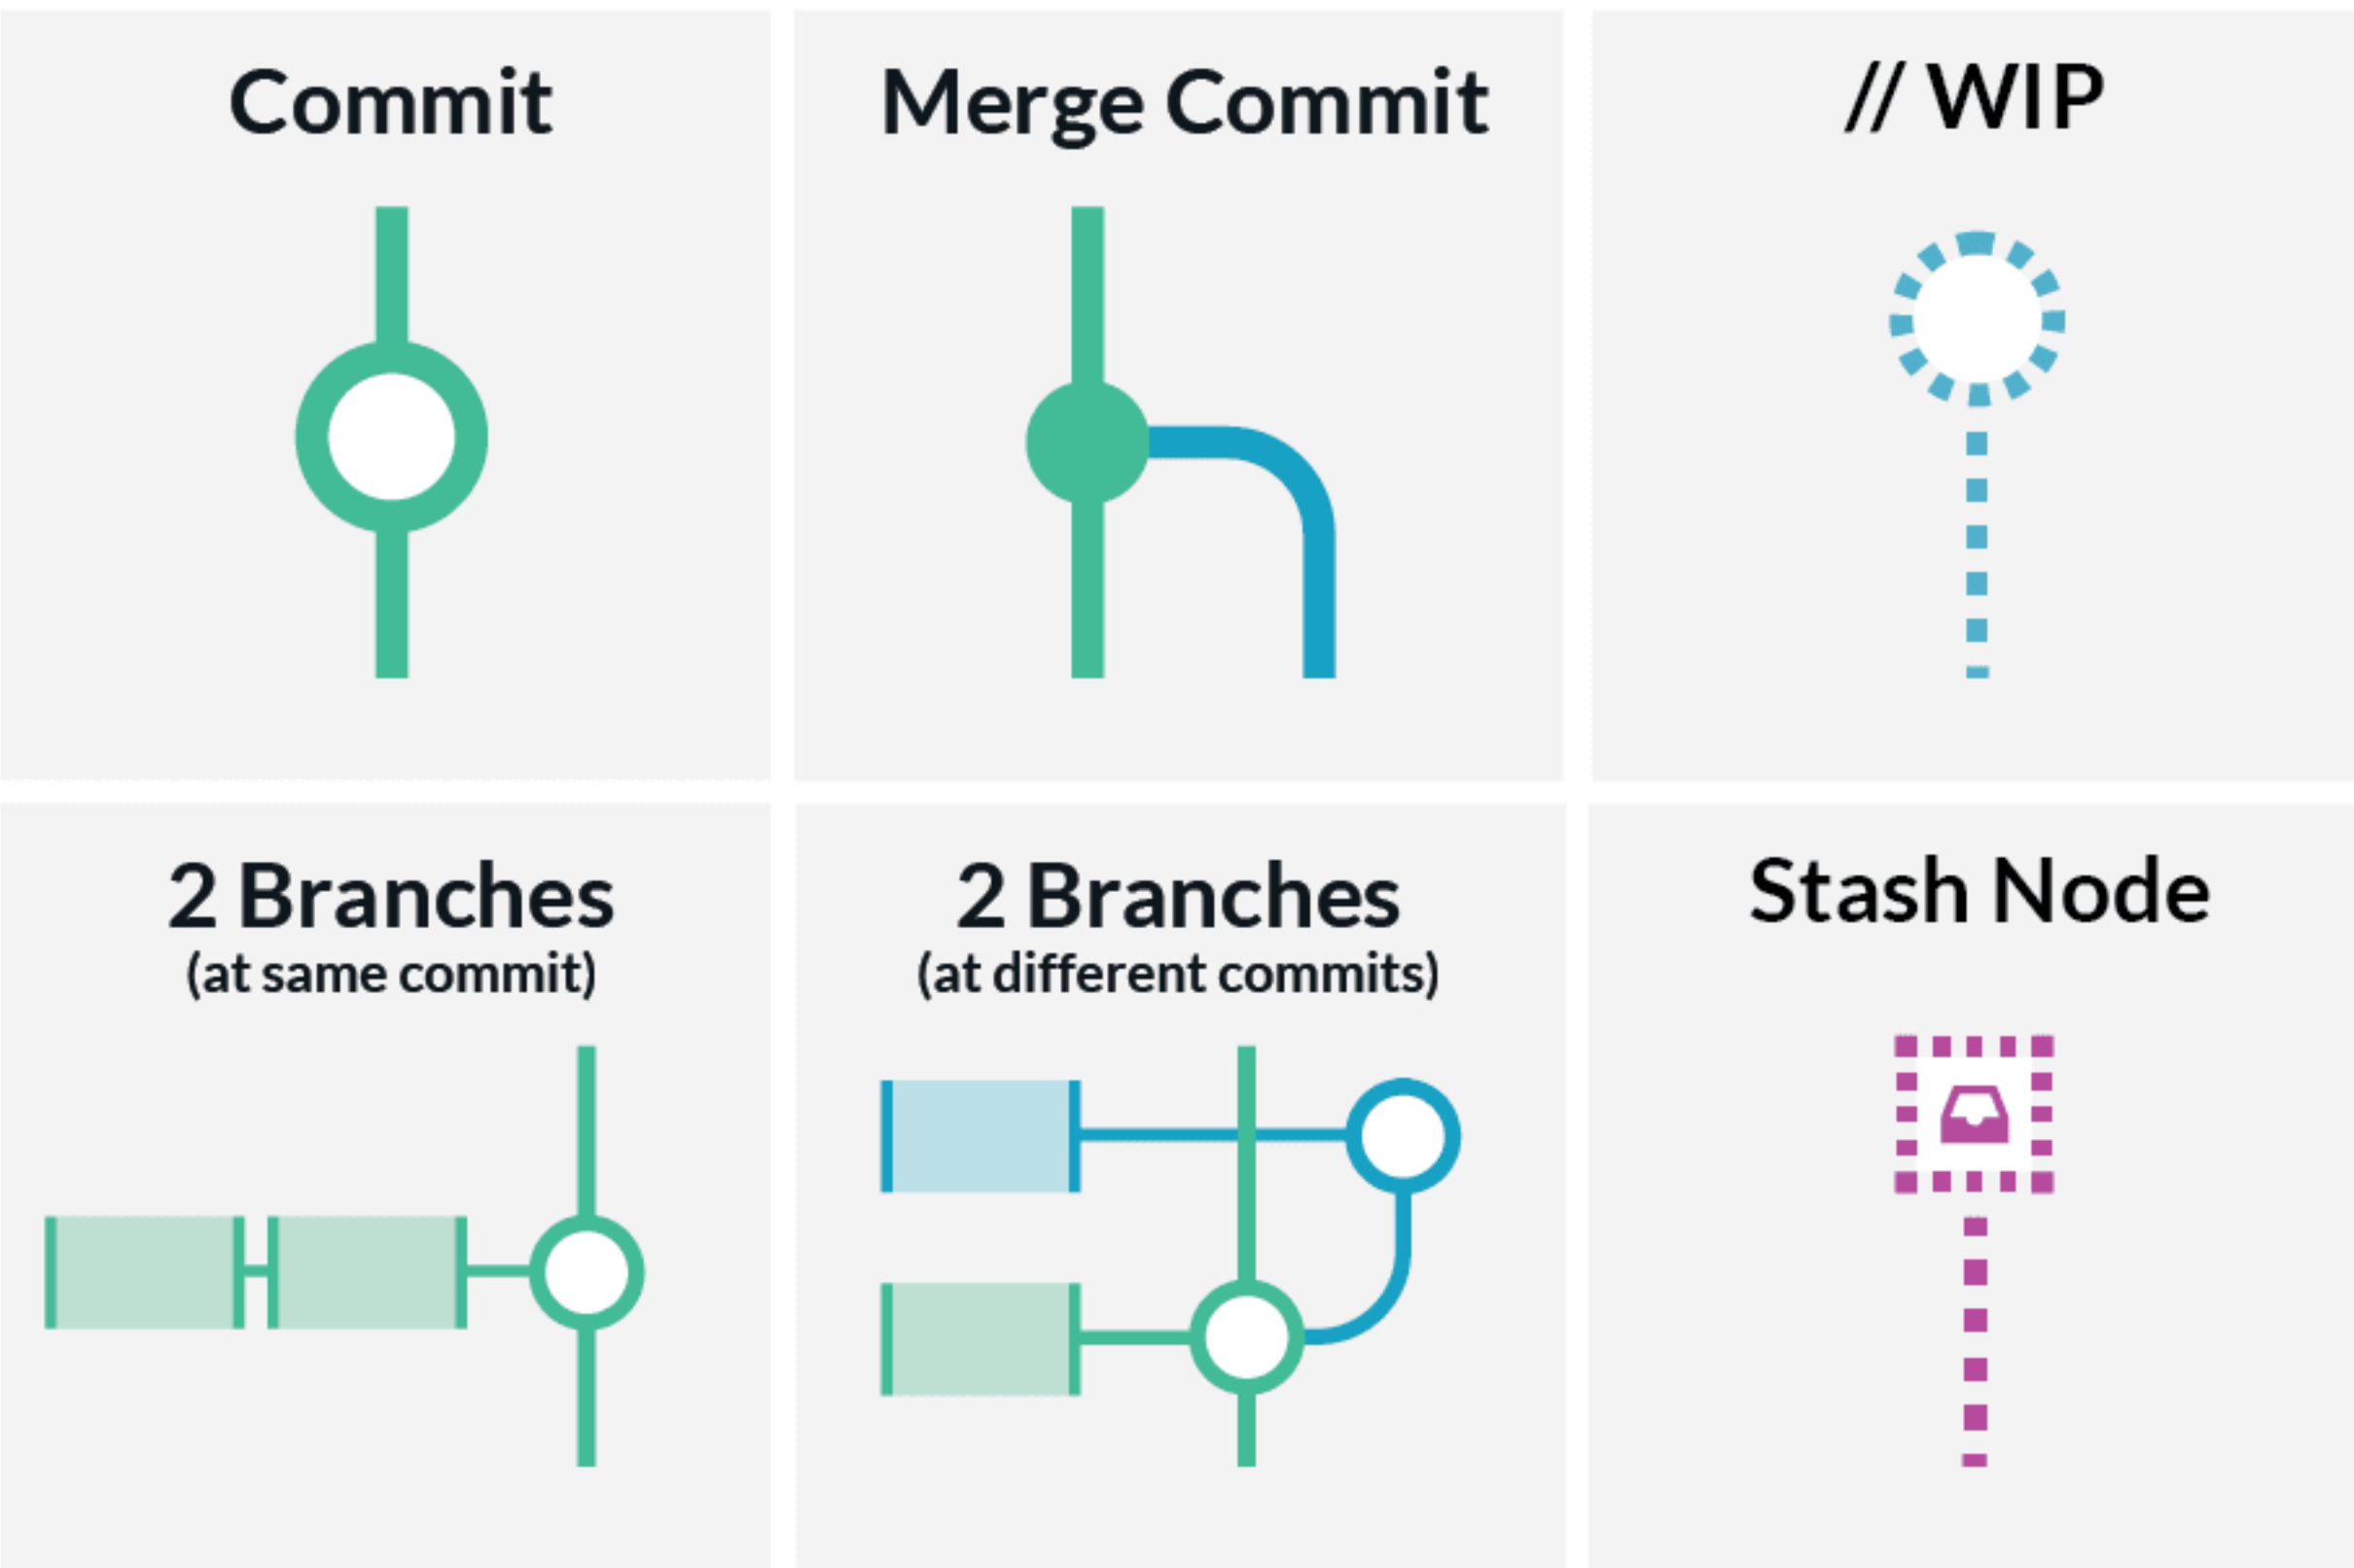 Commit
Merge Commit
// WIP
2 Branches
(at same commit)
2 Branches
(at different commits)
Stash Node